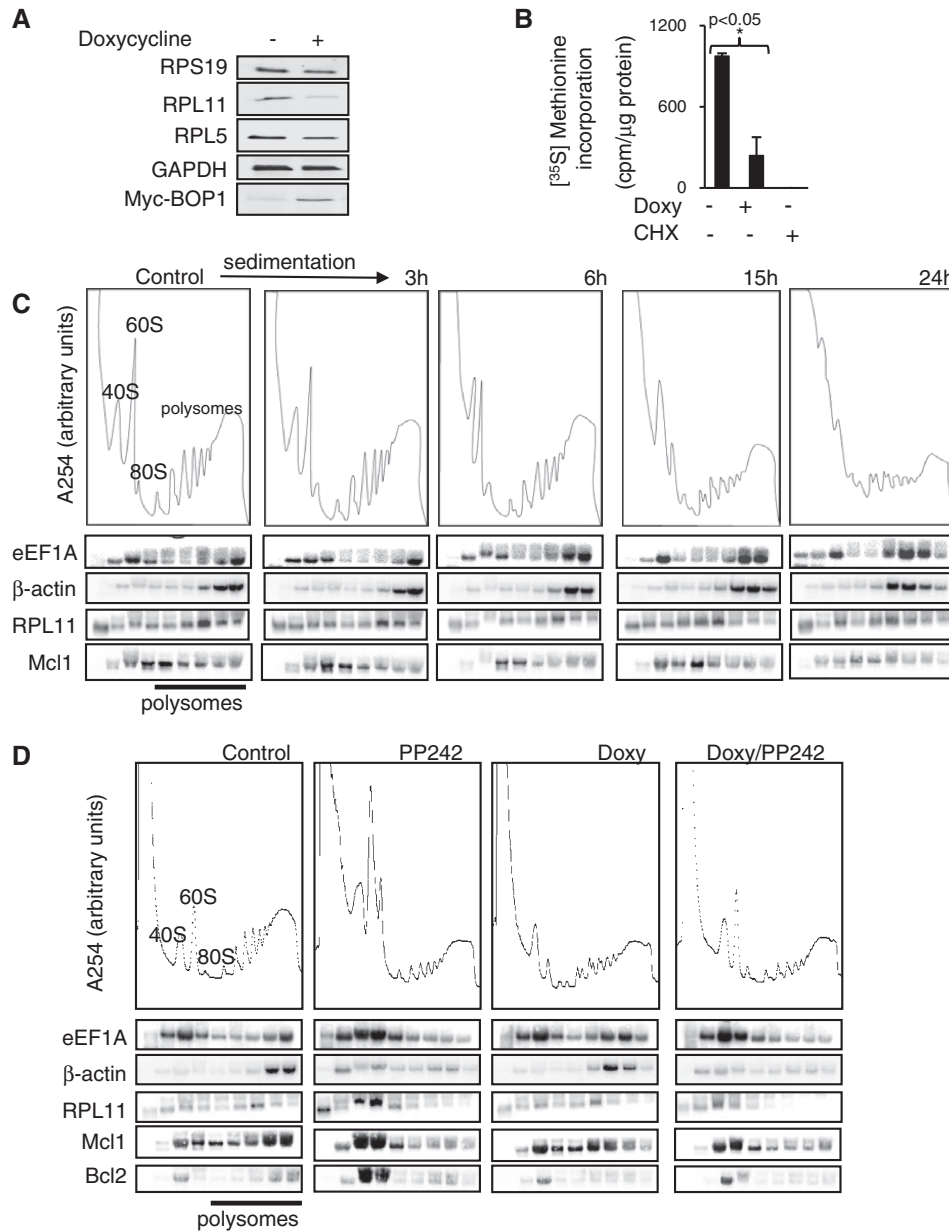 A
Doxycycline - +
RPS19
RPL11
RPL5
GAPDH
Myc-BOP1
B
p<0.05
*
[35S] Methionine
incorporation
(cpm/μg protein)
1200
600
0
Doxy - + -
CHX - - +
C
Control sedimentation 3h 6h 15h 24h
A254 (arbitrary units)
60S
40S
polysomes
80S
eEF1A
β-actin
RPL11
Mcl1
polysomes
D
Control PP242 Doxy Doxy/PP242
A254 (arbitrary units)
60S
40S
80S
eEF1A
β-actin
RPL11
Mcl1
Bcl2
polysomes